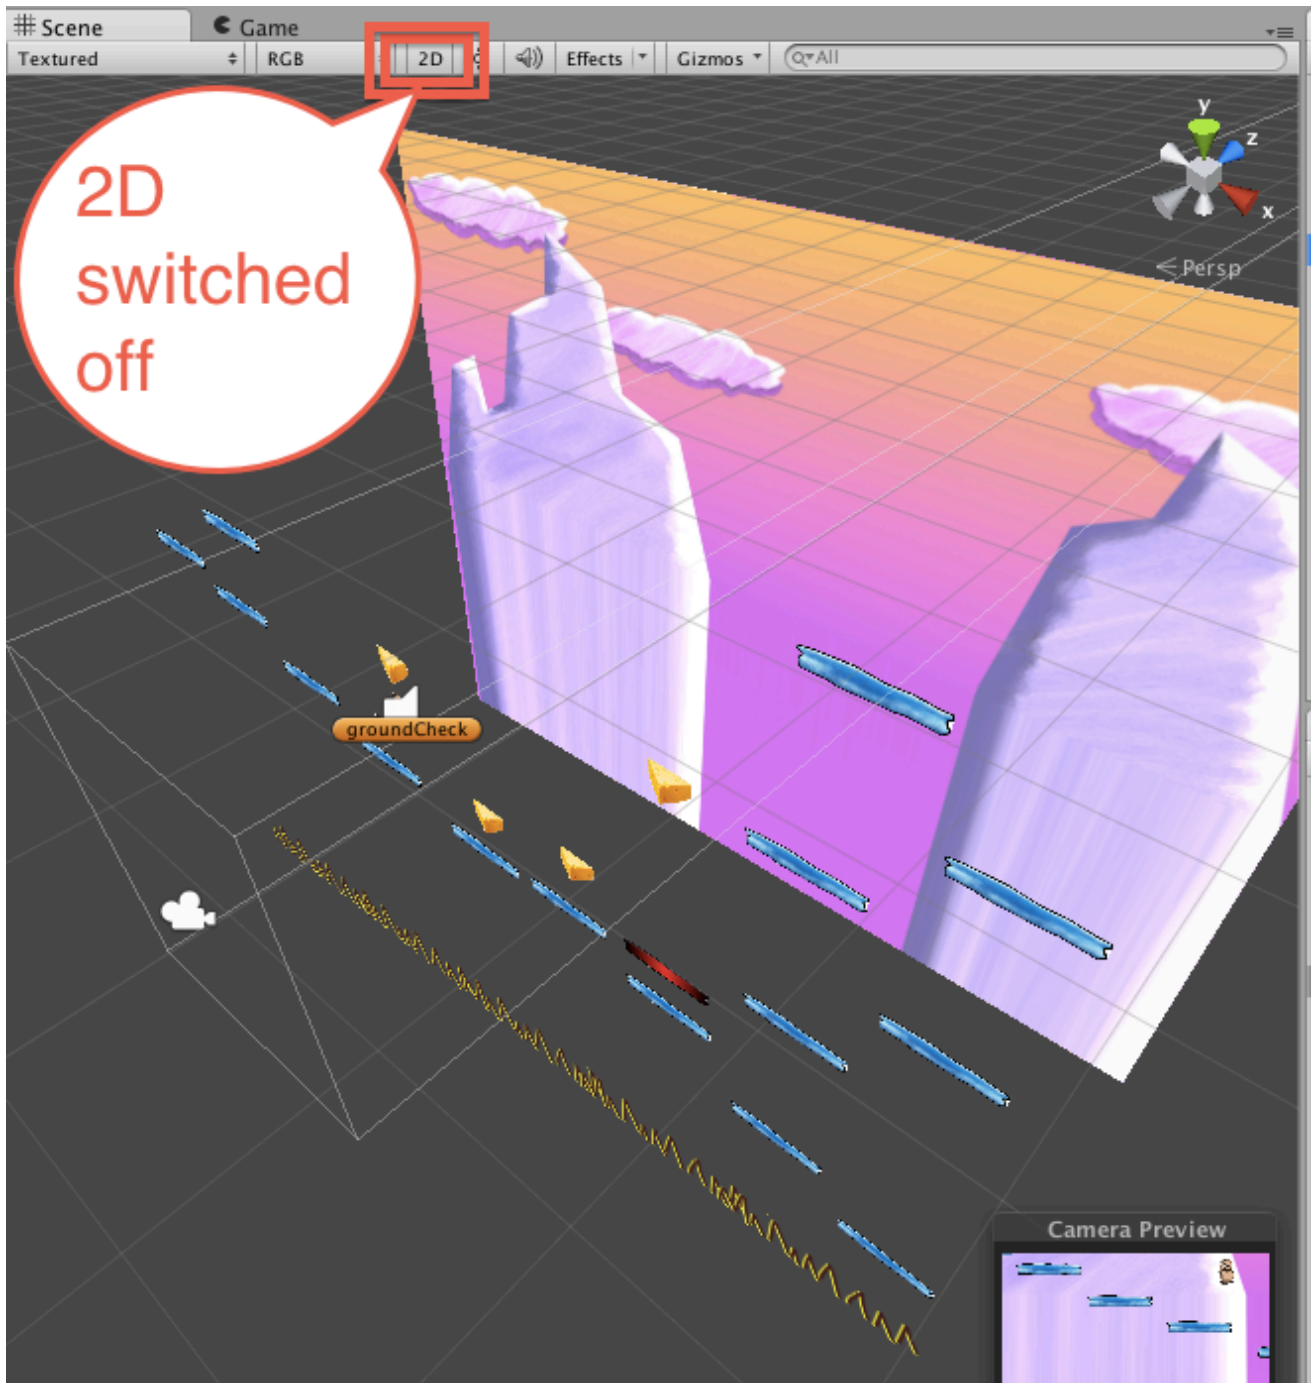 Scene
Game
Textured
RGB
2D
Effects
Gizmos
All
2D
switched
off
y
z
x
Persp
groundCheck
Camera Preview